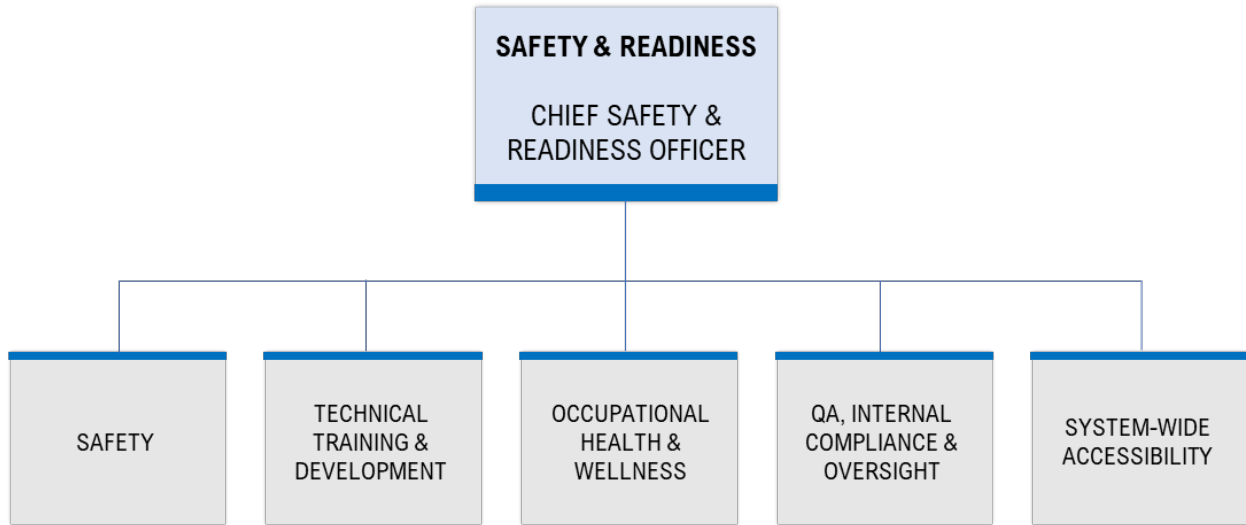 SAFETY & READINESS
CHIEF SAFETY &
READINESS OFFICER
SAFETY
TECHNICAL
TRAINING &
DEVELOPMENT
OCCUPATIONAL
HEALTH &
WELLNESS
QA, INTERNAL
COMPLIANCE &
OVERSIGHT
SYSTEM-WIDE
ACCESSIBILITY